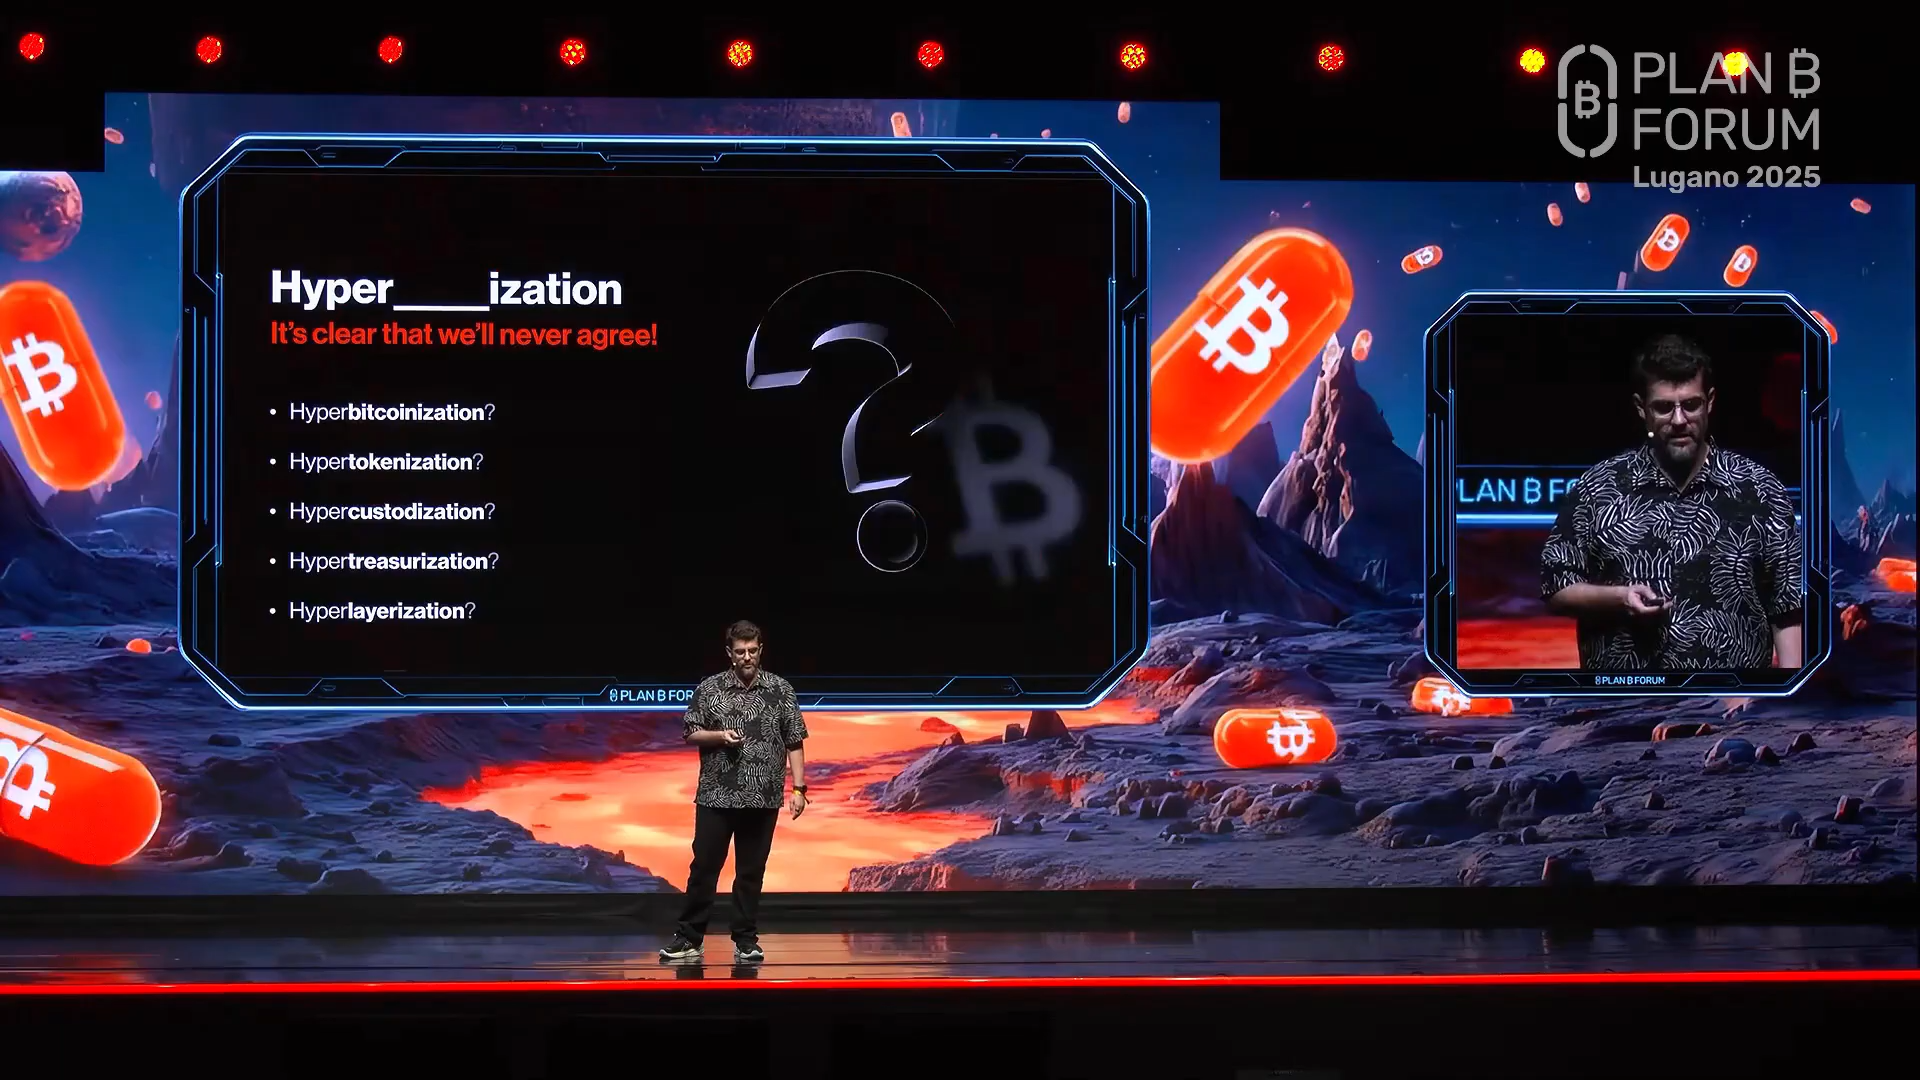 PLAN ₿
FORUM
Lugano 2025
Hyper____ization
It's clear that we'll never agree!
• Hyperbitcoinization?
• Hypertokenization?
• Hypercustodization?
• Hypertreasurization?
• Hyperlayerization?
PLAN ₿ FOR
LAN ₿ F
PLAN ₿ FORUM